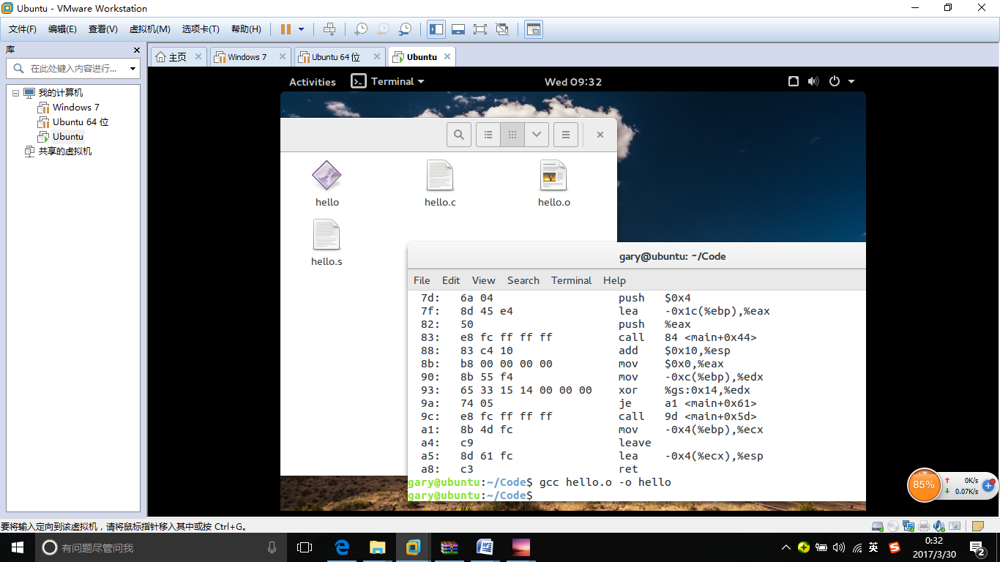 Ubuntu - VMware Workstation
文件(F) 编辑(E) 查看(V) 虚拟机(M) 选项卡(T) 帮助(H)
库
在此处键入内容进行...
我的计算机
Windows 7
Ubuntu 64 位
Ubuntu
共享的虚拟机
主页 Windows 7 Ubuntu 64 位 Ubuntu
Activities Terminal Wed 09:32
hello hello.c hello.o
hello.s
gary@ubuntu: ~/Code
File Edit View Search Terminal Help
7d: 6a 04 push $0x4
7f: 8d 45 e4 lea -0x1c(%ebp),%eax
82: 50 push %eax
83: e8 fc ff ff ff call 84 <main+0x44>
88: 83 c4 10 add $0x10,%esp
8b: b8 00 00 00 00 mov $0x0,%eax
90: 8b 55 f4 mov -0xc(%ebp),%edx
93: 65 33 15 14 00 00 00 xor %gs:0x14,%edx
9a: 74 05 je a1 <main+0x61>
9c: e8 fc ff ff ff call 9d <main+0x5d>
a1: 8b 4d fc mov -0x4(%ebp),%ecx
a4: c9 leave
a5: 8d 61 fc lea -0x4(%ecx),%esp
a8: c3 ret
gary@ubuntu:~/Code$ gcc hello.o -o hello
gary@ubuntu:~/Code$
85% 0K/s
0.07K/s
要将输入定向到该虚拟机，请将鼠标指针移入其中或按 Ctrl+G。
有问题尽管问我
英
0:32
2017/3/30
2